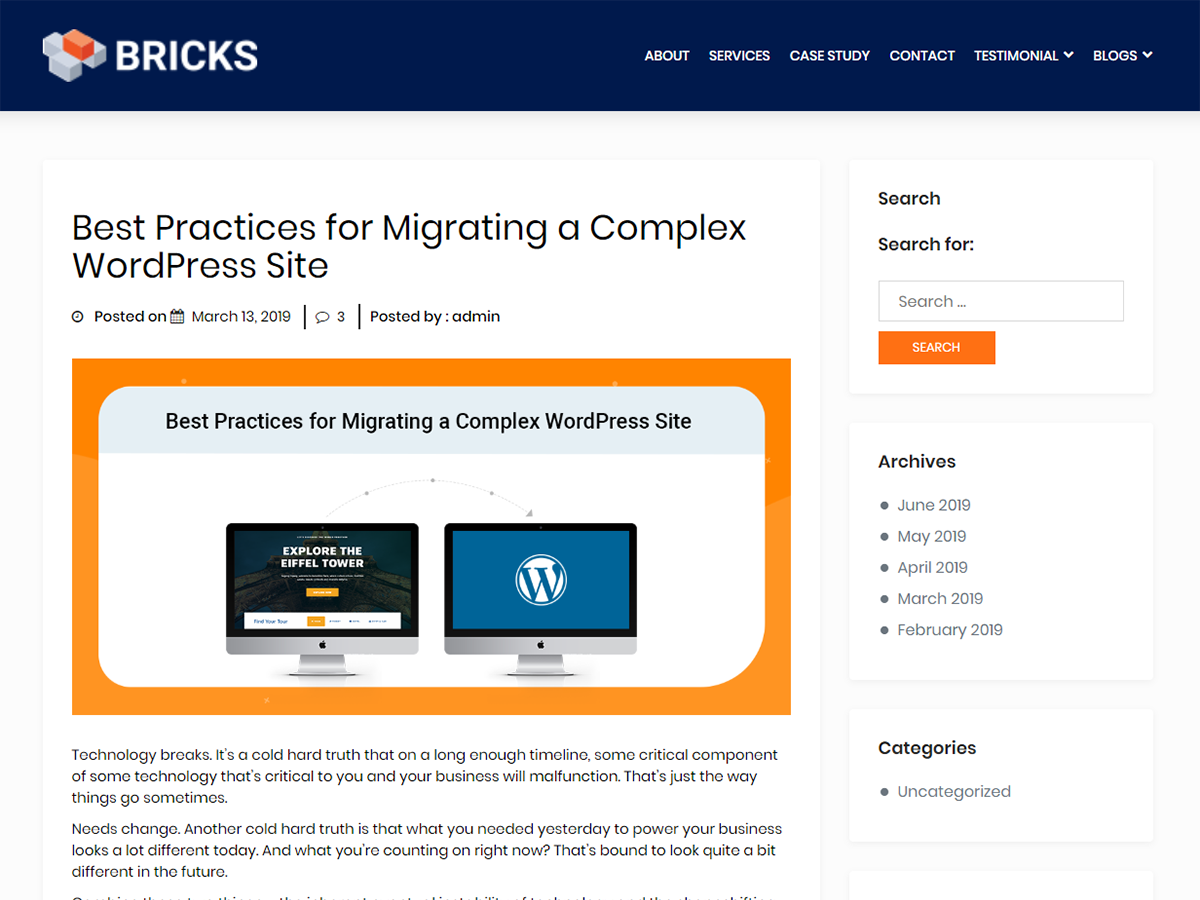 BRICKS
ABOUT SERVICES CASE STUDY CONTACT TESTIMONIAL BLOGS
Best Practices for Migrating a Complex
WordPress Site
Posted on March 13, 2019 3 Posted by : admin
Best Practices for Migrating a Complex WordPress Site
EXPLORE THE
EIFFEL TOWER
Find Your Tour
Technology breaks. It's a cold hard truth that on a long enough timeline, some critical component
of some technology that's critical to you and your business will malfunction. That's just the way
things go sometimes.
Needs change. Another cold hard truth is that what you needed yesterday to power your business
looks a lot different today. And what you're counting on right now? That's bound to look quite a bit
different in the future.
Search
Search for:
Search ...
SEARCH
Archives
June 2019
May 2019
April 2019
March 2019
February 2019
Categories
Uncategorized